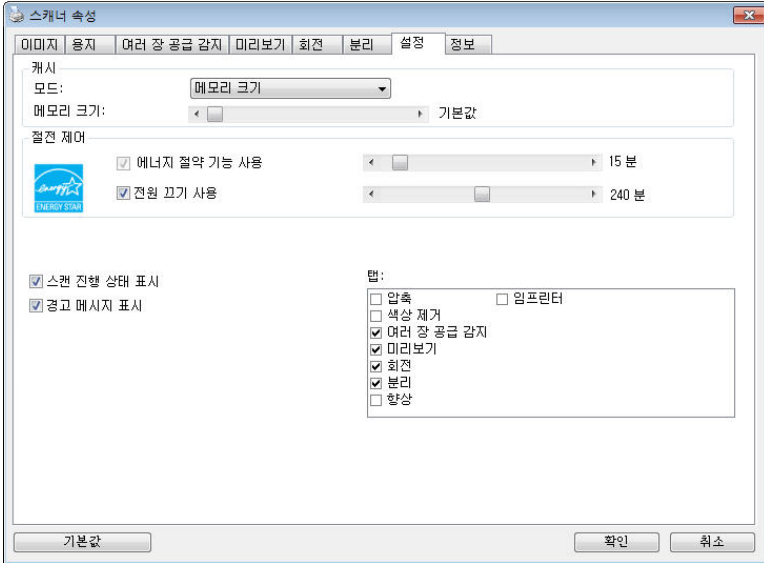 스캐너 속성
이미지 용지 여러 장 공급 감지 미리보기 회전 분리 설정 정보
캐시
모드: 메모리 크기
메모리 크기: 기본값
절전 제어
에너지 절약 기능 사용 15 분
전원 끄기 사용 240 분
energy
ENERGY STAR
스캔 진행 상태 표시
경고 메시지 표시
탭:
압축 임프린터
색상 제거
여러 장 공급 감지
미리보기
회전
분리
향상
기본값 확인 취소